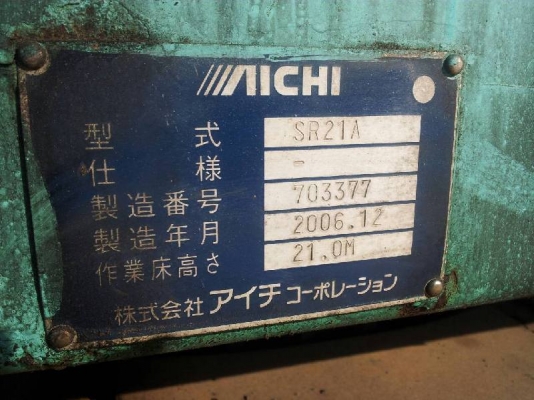 AICHI
型式 SR21A
仕様 -
製造番号 703377
製造年月 2006.12
作業床高さ 21.0M
株式会社 アイチコーポレーション